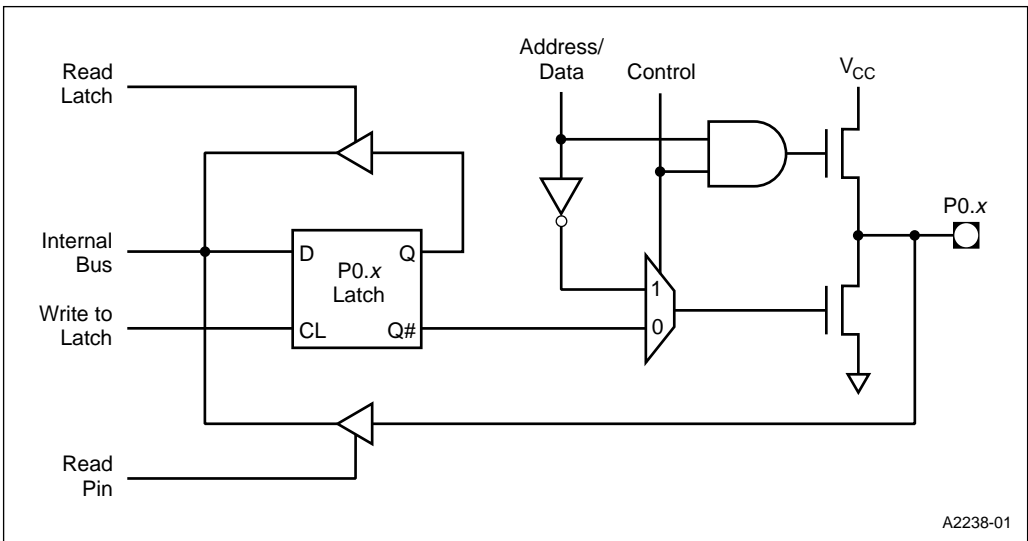 Address/
Data
Control
V_CC
Read
Latch
P0.x
Internal
Bus
D
Q
P0.x
Latch
1
Write to
Latch
CL
Q#
0
Read
Pin
A2238-01